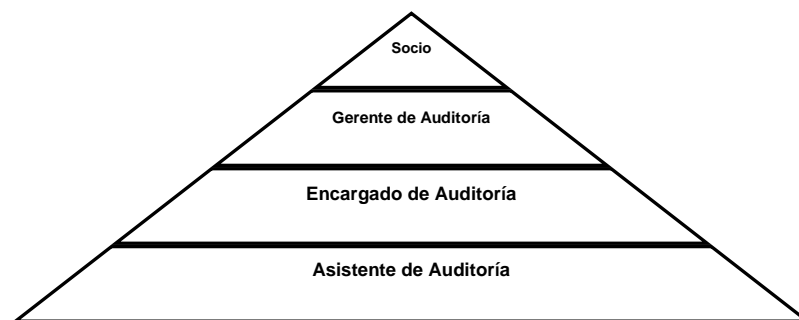 Socio
Gerente de Auditoría
Encargado de Auditoría
Asistente de Auditoría